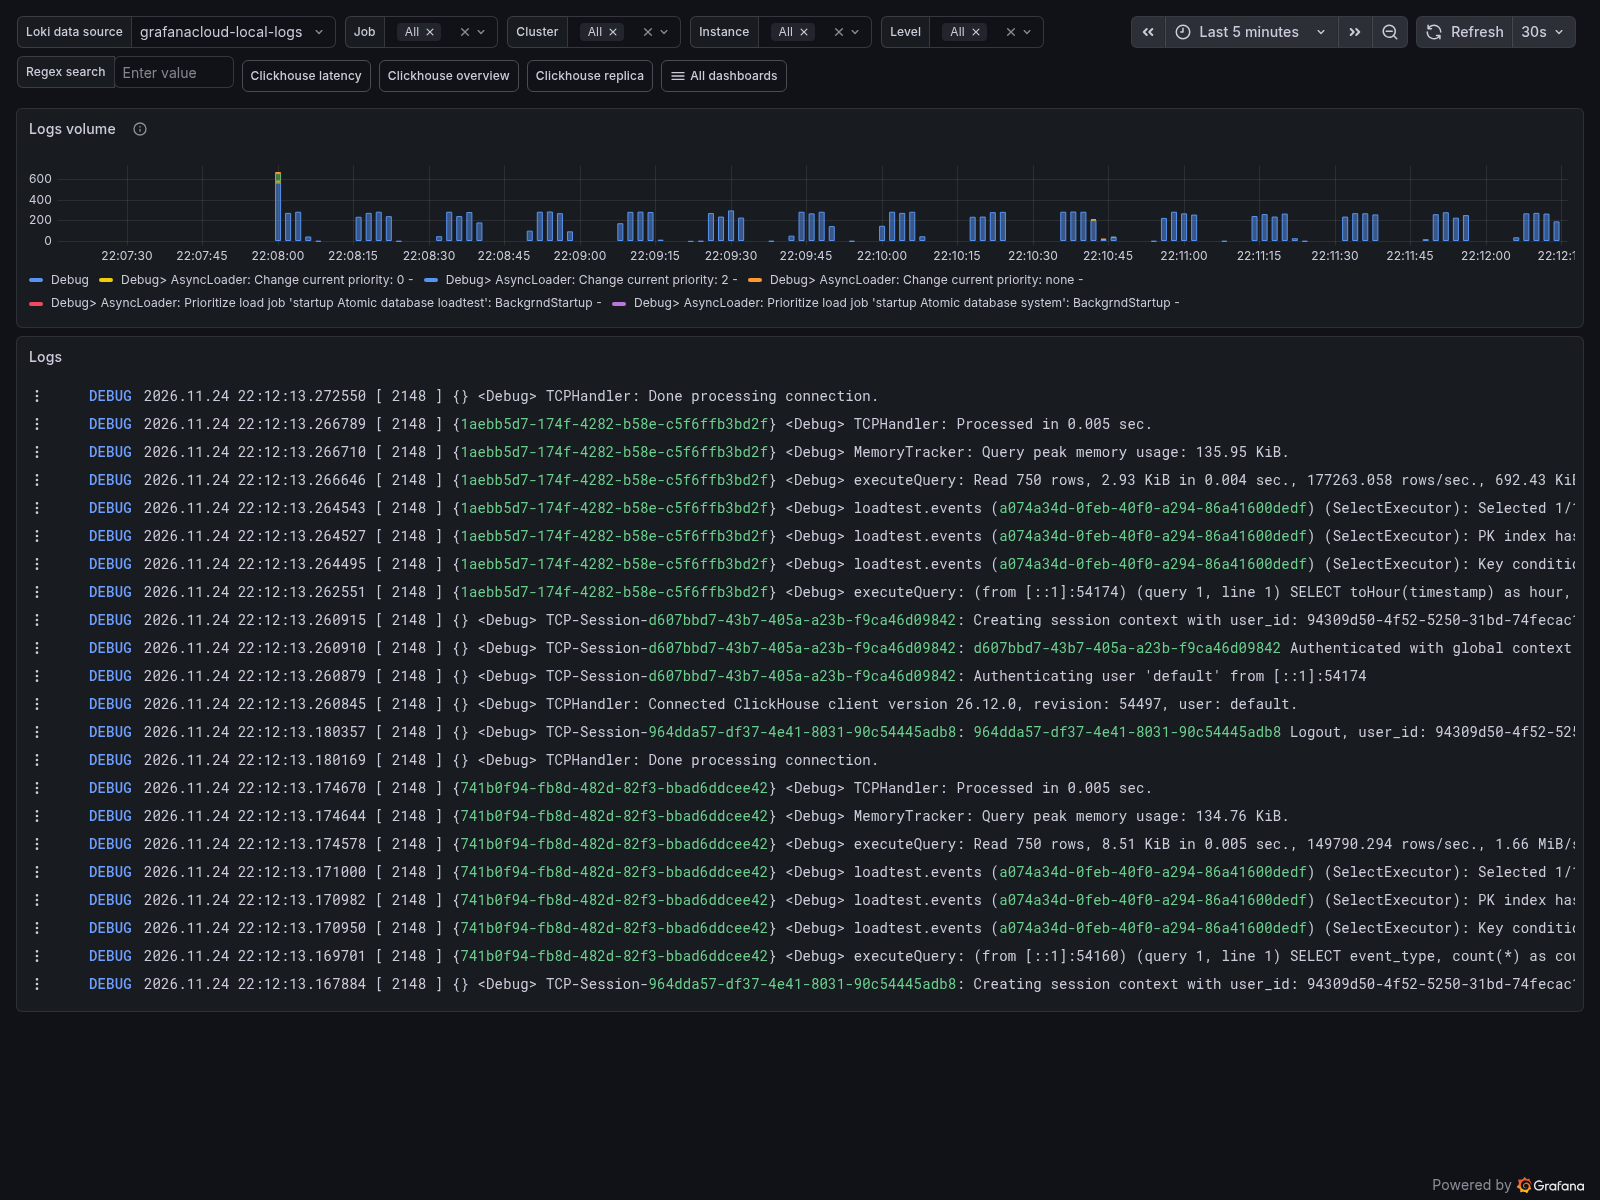 Loki data source grafanacloud-local-logs Job All Cluster All Instance All Level All Last 5 minutes Refresh 30s
Regex search Enter value Clickhouse latency Clickhouse overview Clickhouse replica All dashboards
Logs volume
600
400
200
0
22:07:30 22:07:45 22:08:00 22:08:15 22:08:30 22:08:45 22:09:00 22:09:15 22:09:30 22:09:45 22:10:00 22:10:15 22:10:30 22:10:45 22:11:00 22:11:15 22:11:30 22:11:45 22:12:00 22:12:1
Debug Debug> AsyncLoader: Change current priority: 0 - Debug> AsyncLoader: Change current priority: 2 - Debug> AsyncLoader: Change current priority: none -
Debug> AsyncLoader: Prioritize load job 'startup Atomic database loadtest': BackgrndStartup - Debug> AsyncLoader: Prioritize load job 'startup Atomic database system': BackgrndStartup -
Logs
DEBUG 2026.11.24 22:12:13.272550 [ 2148 ] {} <Debug> TCPHandler: Done processing connection.
DEBUG 2026.11.24 22:12:13.266789 [ 2148 ] {1aebb5d7-174f-4282-b58e-c5f6ffb3bd2f} <Debug> TCPHandler: Processed in 0.005 sec.
DEBUG 2026.11.24 22:12:13.266710 [ 2148 ] {1aebb5d7-174f-4282-b58e-c5f6ffb3bd2f} <Debug> MemoryTracker: Query peak memory usage: 135.95 KiB.
DEBUG 2026.11.24 22:12:13.266646 [ 2148 ] {1aebb5d7-174f-4282-b58e-c5f6ffb3bd2f} <Debug> executeQuery: Read 750 rows, 2.93 KiB in 0.004 sec., 177263.058 rows/sec., 692.43 KiB
DEBUG 2026.11.24 22:12:13.264543 [ 2148 ] {1aebb5d7-174f-4282-b58e-c5f6ffb3bd2f} <Debug> loadtest.events (a074a34d-0feb-40f0-a294-86a41600dedf) (SelectExecutor): Selected 1/1
DEBUG 2026.11.24 22:12:13.264527 [ 2148 ] {1aebb5d7-174f-4282-b58e-c5f6ffb3bd2f} <Debug> loadtest.events (a074a34d-0feb-40f0-a294-86a41600dedf) (SelectExecutor): PK index has
DEBUG 2026.11.24 22:12:13.264495 [ 2148 ] {1aebb5d7-174f-4282-b58e-c5f6ffb3bd2f} <Debug> loadtest.events (a074a34d-0feb-40f0-a294-86a41600dedf) (SelectExecutor): Key conditio
DEBUG 2026.11.24 22:12:13.262551 [ 2148 ] {1aebb5d7-174f-4282-b58e-c5f6ffb3bd2f} <Debug> executeQuery: (from [::1]:54174) (query 1, line 1) SELECT toHour(timestamp) as hour,
DEBUG 2026.11.24 22:12:13.260915 [ 2148 ] {} <Debug> TCP-Session-d607bbd7-43b7-405a-a23b-f9ca46d09842: Creating session context with user_id: 94309d50-4f52-5250-31bd-74fecac1
DEBUG 2026.11.24 22:12:13.260910 [ 2148 ] {} <Debug> TCP-Session-d607bbd7-43b7-405a-a23b-f9ca46d09842: d607bbd7-43b7-405a-a23b-f9ca46d09842 Authenticated with global context
DEBUG 2026.11.24 22:12:13.260879 [ 2148 ] {} <Debug> TCP-Session-d607bbd7-43b7-405a-a23b-f9ca46d09842: Authenticating user 'default' from [::1]:54174
DEBUG 2026.11.24 22:12:13.260845 [ 2148 ] {} <Debug> TCPHandler: Connected ClickHouse client version 26.12.0, revision: 54497, user: default.
DEBUG 2026.11.24 22:12:13.180357 [ 2148 ] {} <Debug> TCP-Session-964dda57-df37-4e41-8031-90c54445adb8: 964dda57-df37-4e41-8031-90c54445adb8 Logout, user_id: 94309d50-4f52-525
DEBUG 2026.11.24 22:12:13.180169 [ 2148 ] {} <Debug> TCPHandler: Done processing connection.
DEBUG 2026.11.24 22:12:13.174670 [ 2148 ] {741b0f94-fb8d-482d-82f3-bbad6ddcee42} <Debug> TCPHandler: Processed in 0.005 sec.
DEBUG 2026.11.24 22:12:13.174644 [ 2148 ] {741b0f94-fb8d-482d-82f3-bbad6ddcee42} <Debug> MemoryTracker: Query peak memory usage: 134.76 KiB.
DEBUG 2026.11.24 22:12:13.174578 [ 2148 ] {741b0f94-fb8d-482d-82f3-bbad6ddcee42} <Debug> executeQuery: Read 750 rows, 8.51 KiB in 0.005 sec., 149790.294 rows/sec., 1.66 MiB/s
DEBUG 2026.11.24 22:12:13.171000 [ 2148 ] {741b0f94-fb8d-482d-82f3-bbad6ddcee42} <Debug> loadtest.events (a074a34d-0feb-40f0-a294-86a41600dedf) (SelectExecutor): Selected 1/1
DEBUG 2026.11.24 22:12:13.170982 [ 2148 ] {741b0f94-fb8d-482d-82f3-bbad6ddcee42} <Debug> loadtest.events (a074a34d-0feb-40f0-a294-86a41600dedf) (SelectExecutor): PK index has
DEBUG 2026.11.24 22:12:13.170950 [ 2148 ] {741b0f94-fb8d-482d-82f3-bbad6ddcee42} <Debug> loadtest.events (a074a34d-0feb-40f0-a294-86a41600dedf) (SelectExecutor): Key conditio
DEBUG 2026.11.24 22:12:13.169701 [ 2148 ] {741b0f94-fb8d-482d-82f3-bbad6ddcee42} <Debug> executeQuery: (from [::1]:54160) (query 1, line 1) SELECT event_type, count(*) as cou
DEBUG 2026.11.24 22:12:13.167884 [ 2148 ] {} <Debug> TCP-Session-964dda57-df37-4e41-8031-90c54445adb8: Creating session context with user_id: 94309d50-4f52-5250-31bd-74fecac1
Powered by Grafana